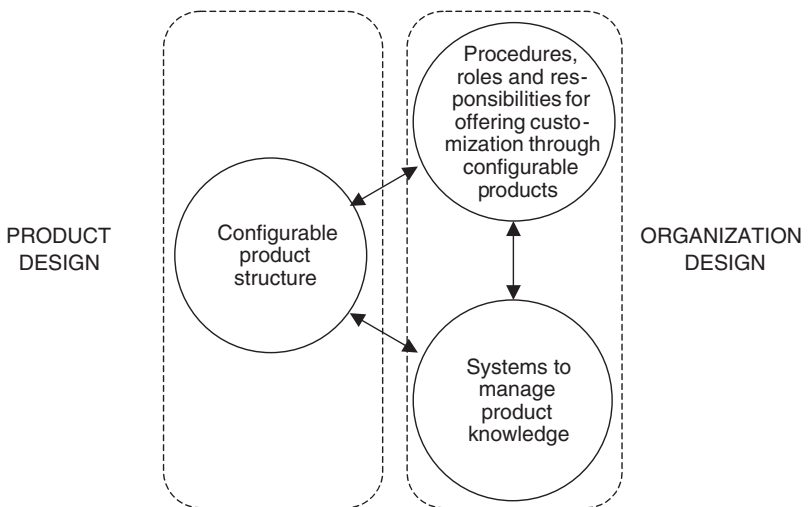 PRODUCT
DESIGN
Configurable
product
structure
Procedures,
roles and res-
ponsibilities for
offering custo-
mization through
configurable
products
Systems to
manage
product
knowledge
ORGANIZATION
DESIGN